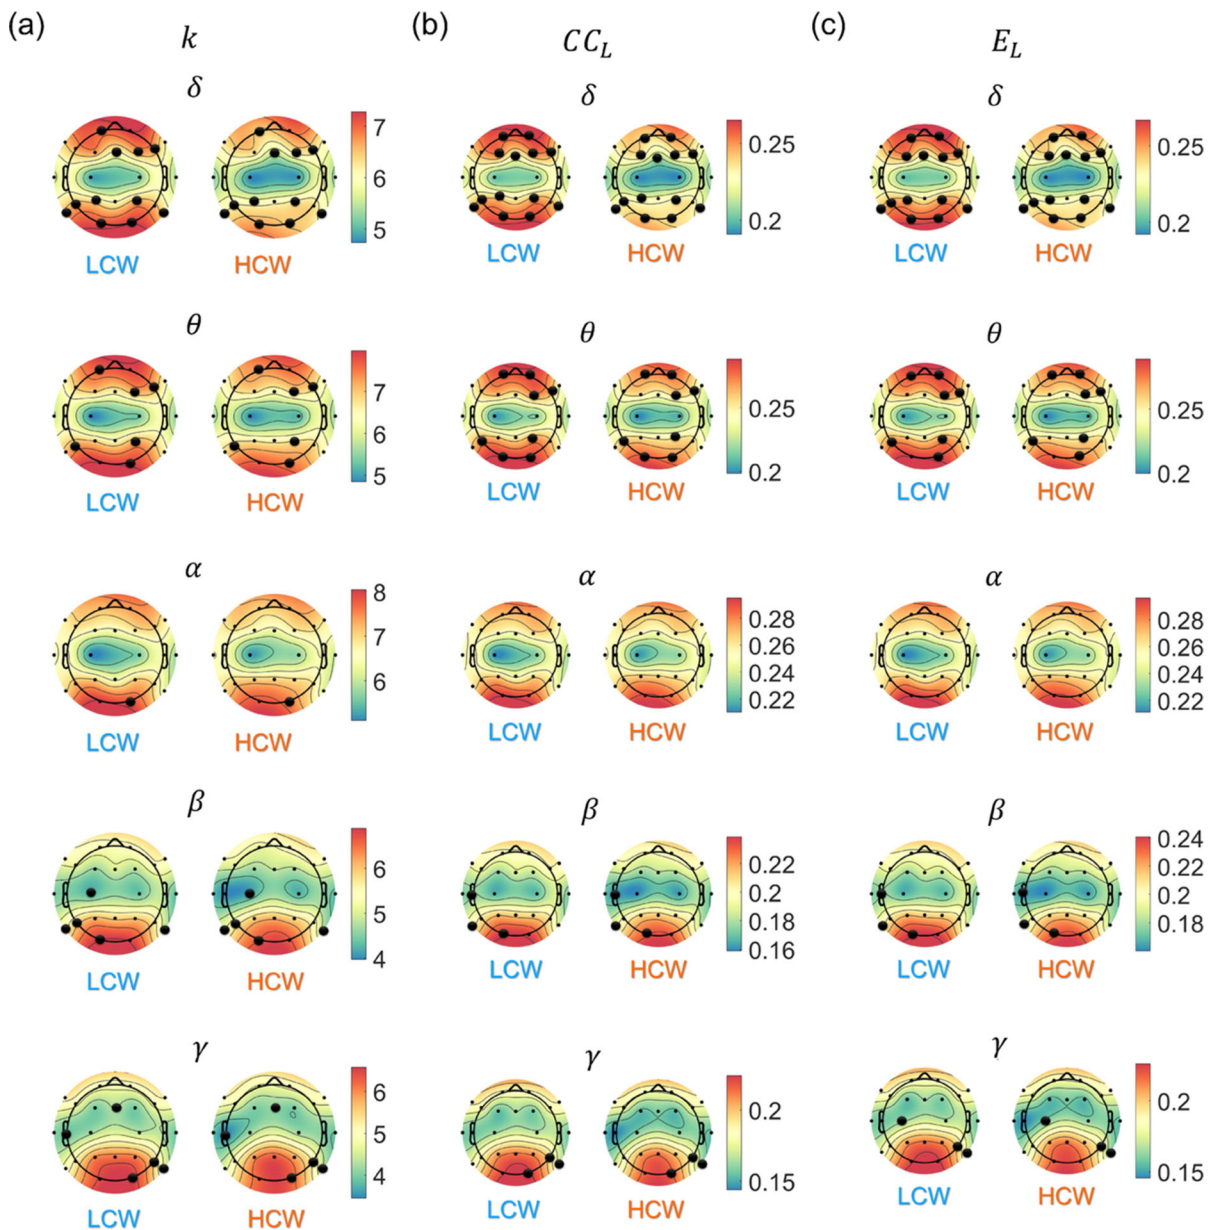 (a) (b) (c)
k CC_L E_L
δ δ δ
7 6 5 0.25 0.2 0.25 0.2
LCW HCW LCW HCW LCW HCW
θ θ θ
7 6 5 0.25 0.2 0.25 0.2
LCW HCW LCW HCW LCW HCW
α α α
8 7 6 0.28 0.26 0.24 0.22 0.28 0.26 0.24 0.22
LCW HCW LCW HCW LCW HCW
β β β
6 5 4 0.22 0.2 0.18 0.16 0.24 0.22 0.2 0.18
LCW HCW LCW HCW LCW HCW
γ γ γ
6 5 4 0.2 0.15 0.2 0.15
LCW HCW LCW HCW LCW HCW